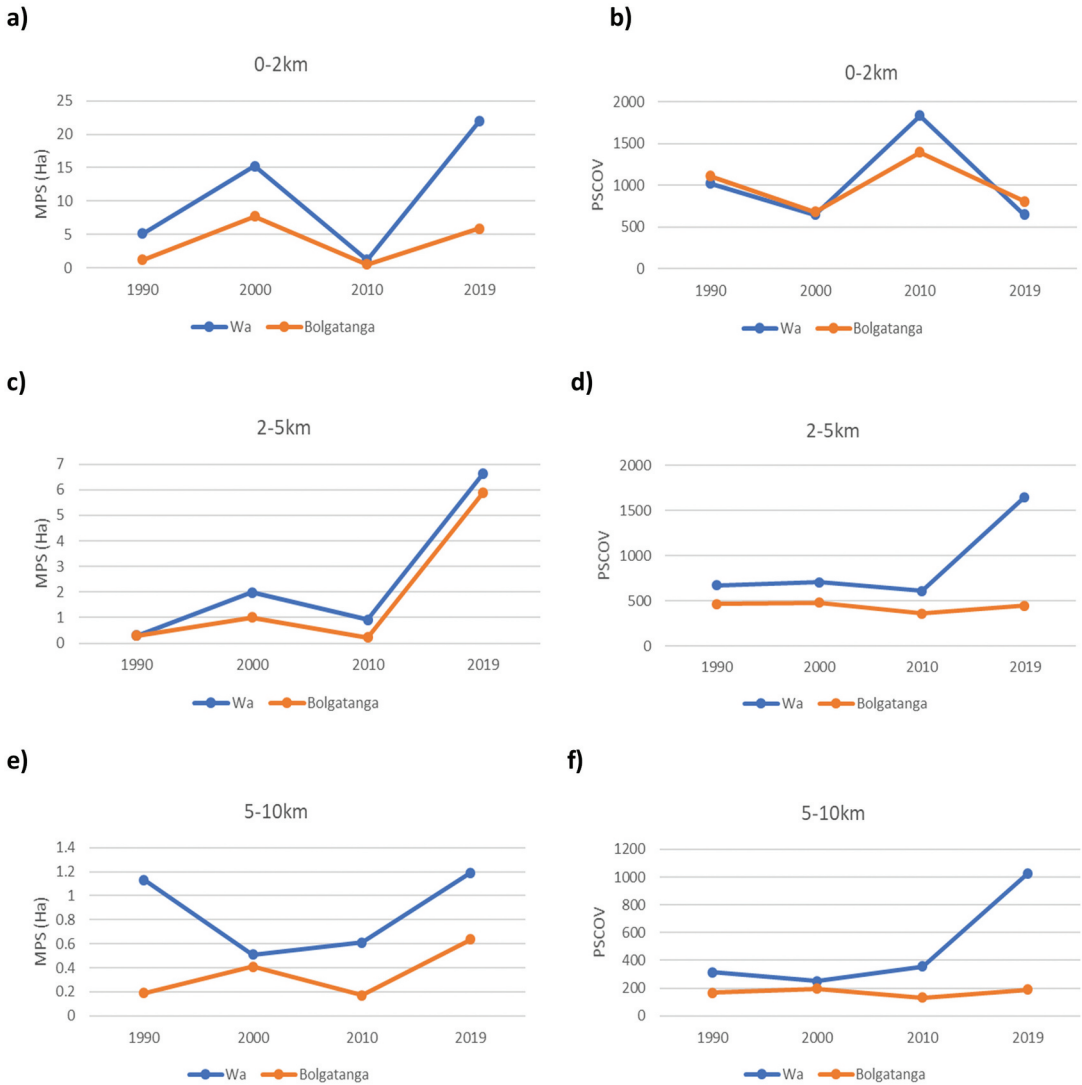 a)
0-2km
MPS (Ha)
25
20
15
10
5
0
1990 2000 2010 2019
Wa Bolgatanga
b)
0-2km
PSCOV
2000
1500
1000
500
0
1990 2000 2010 2019
Wa Bolgatanga
c)
2-5km
MPS (Ha)
7
6
5
4
3
2
1
0
1990 2000 2010 2019
Wa Bolgatanga
d)
2-5km
PSCOV
2000
1500
1000
500
0
1990 2000 2010 2019
Wa Bolgatanga
e)
5-10km
MPS (Ha)
1.4
1.2
1
0.8
0.6
0.4
0.2
0
1990 2000 2010 2019
Wa Bolgatanga
f)
5-10km
PSCOV
1200
1000
800
600
400
200
0
1990 2000 2010 2019
Wa Bolgatanga